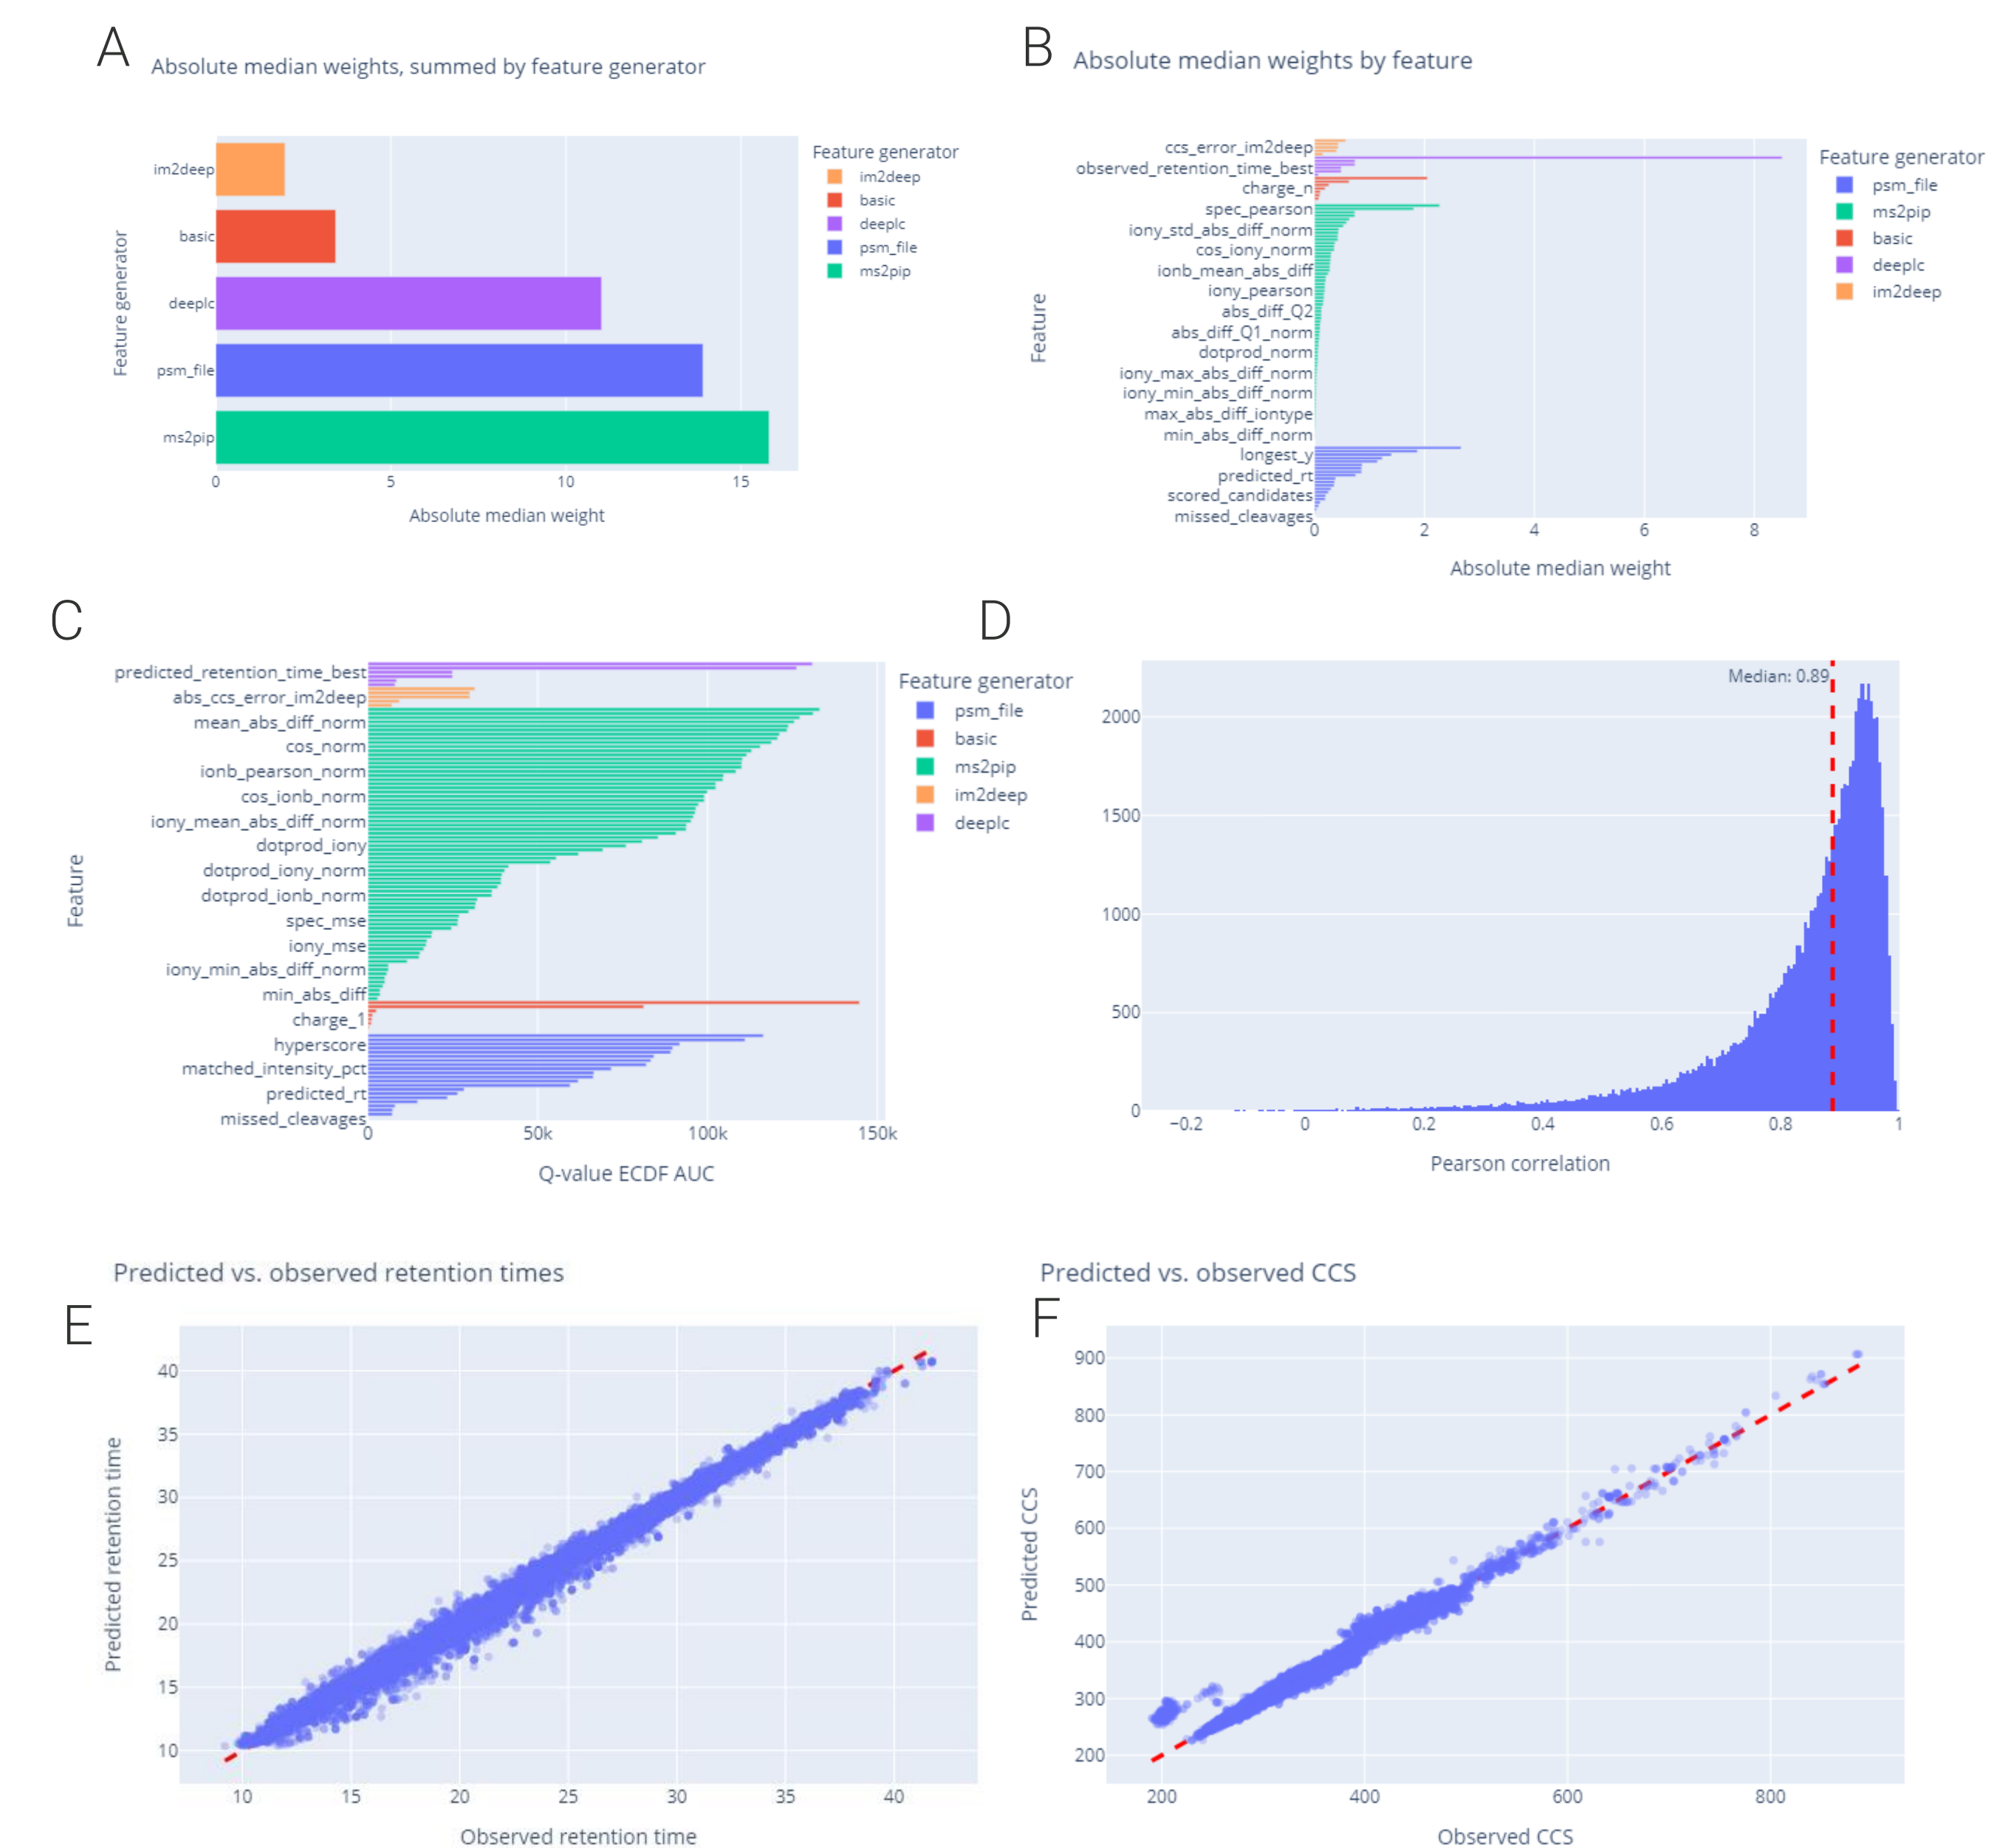 A
Absolute median weights, summed by feature generator
Feature generator
im2deep
basic
deeplc
psm_file
ms2pip
0 5 10 15
Absolute median weight
Feature generator
im2deep
basic
deeplc
psm_file
ms2pip
B
Absolute median weights by feature
Feature
ccs_error_im2deep
observed_retention_time_best
charge_n
spec_pearson
iony_std_abs_diff_norm
cos_iony_norm
ionb_mean_abs_diff
iony_pearson
abs_diff_Q2
abs_diff_Q1_norm
dotprod_norm
iony_max_abs_diff_norm
iony_min_abs_diff_norm
max_abs_diff_iontype
min_abs_diff_norm
longest_y
predicted_rt
scored_candidates
missed_cleavages
0 2 4 6 8
Absolute median weight
Feature generator
psm_file
ms2pip
basic
deeplc
im2deep
C
Feature
predicted_retention_time_best
abs_ccs_error_im2deep
mean_abs_diff_norm
cos_norm
ionb_pearson_norm
cos_ionb_norm
iony_mean_abs_diff_norm
dotprod_iony
dotprod_iony_norm
dotprod_ionb_norm
spec_mse
iony_mse
iony_min_abs_diff_norm
min_abs_diff
charge_1
hyperscore
matched_intensity_pct
predicted_rt
missed_cleavages
0 50k 100k 150k
Q-value ECDF AUC
Feature generator
psm_file
basic
ms2pip
im2deep
deeplc
D
Median: 0.89
2000
1500
1000
500
0
−0.2 0 0.2 0.4 0.6 0.8 1
Pearson correlation
Predicted vs. observed retention times
E
Predicted retention time
40
35
30
25
20
15
10
10 15 20 25 30 35 40
Observed retention time
Predicted vs. observed CCS
F
Predicted CCS
900
800
700
600
500
400
300
200
200 400 600 800
Observed CCS